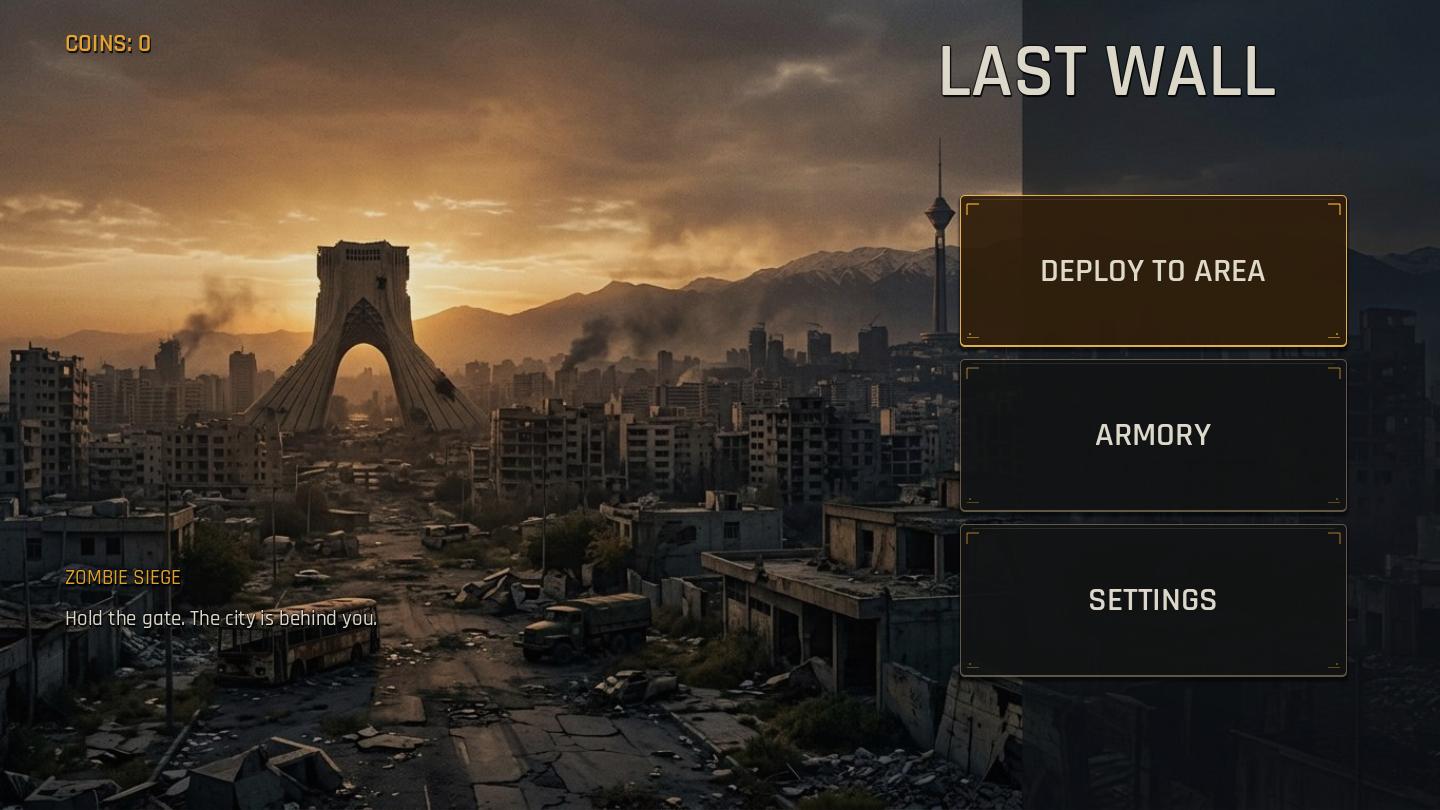 COINS: 0
LAST WALL
DEPLOY TO AREA
ARMORY
SETTINGS
ZOMBIE SIEGE
Hold the gate. The city is behind you.